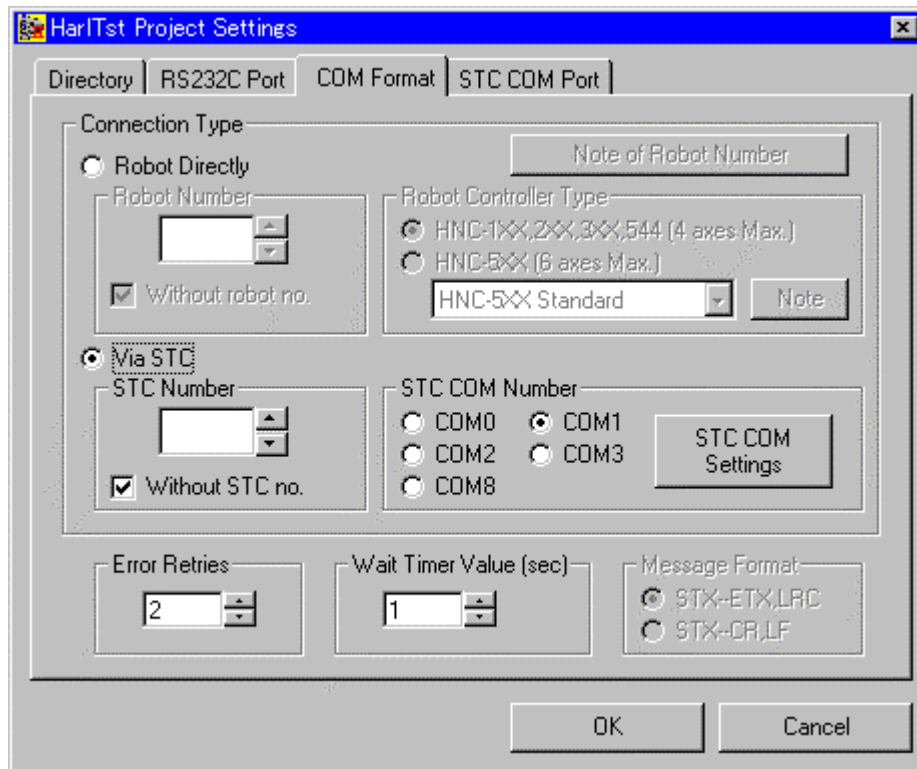 HarlTst Project Settings
Directory
RS232C Port
COM Format
STC COM Port
Connection Type
Robot Directly
Note of Robot Number
Robot Number
Without robot no.
Robot Controller Type
HNC-1XX,2XX,3XX,544 (4 axes Max.)
HNC-5XX (6 axes Max.)
HNC-5XX Standard
Note
Via STC
STC Number
Without STC no.
STC COM Number
COM0
COM1
COM2
COM3
COM8
STC COM
Settings
Error Retries
2
Wait Timer Value (sec)
1
Message Format
STX--ETX,LRC
STX--CR,LF
OK
Cancel